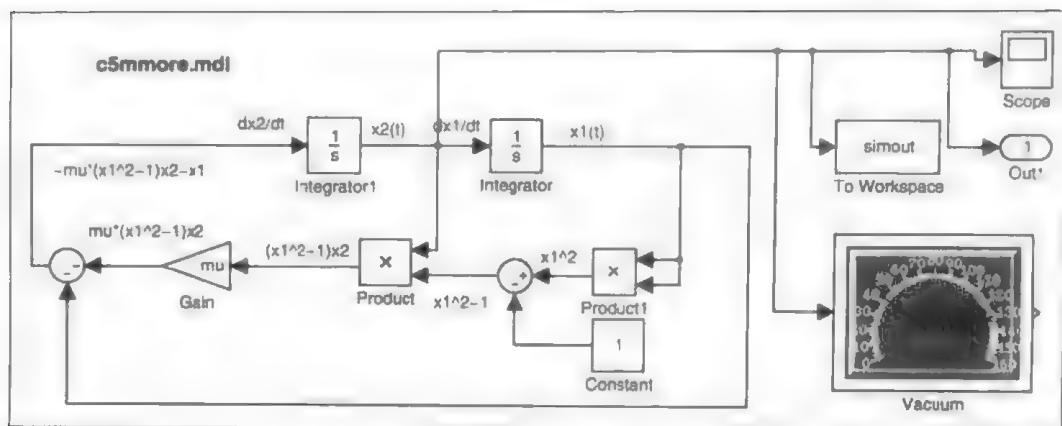 c5mmore.mdl
Scope
dx2/dt
1
s
x2(t)
dx1/dt
1
s
x1(t)
Integrator1
Integrator
simout
To Workspace
1
Out1
-mu*(x1^2-1)x2-x1
mu*(x1^2-1)x2
mu
Gain
(x1^2-1)x2
×
Product
x1^2
x1^2-1
×
Product1
1
Constant
Vacuum